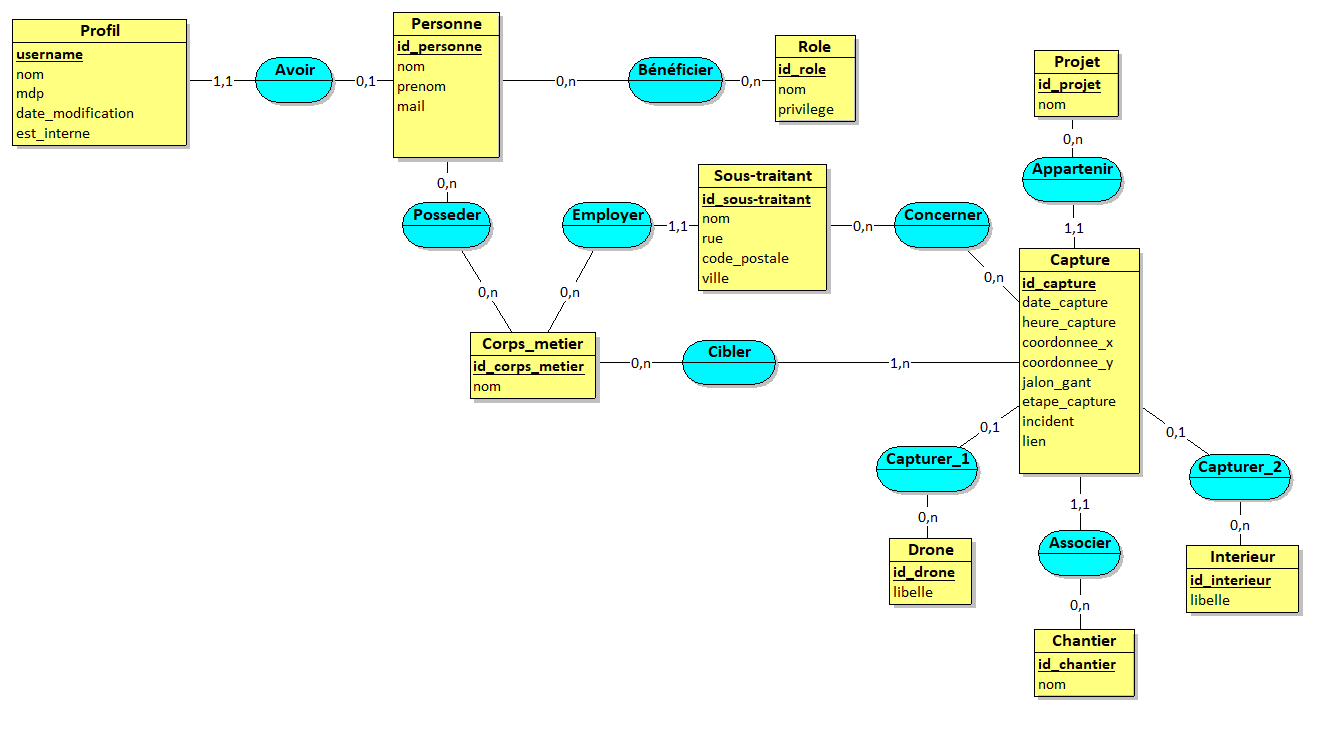 Profil
username
nom
mdp
date_modification
est_interne
1,1
Avoir
0,1
Personne
id_personne
nom
prenom
mail
0,n
Bénéficier
0,n
Role
id_role
nom
privilege
Projet
id_projet
nom
0,n
Appartenir
1,1
0,n
Posseder
0,n
Employer
0,n
1,1
Sous-traitant
id_sous-traitant
nom
rue
code_postale
ville
0,n
Concerner
0,n
Capture
id_capture
date_capture
heure_capture
coordonnee_x
coordonnee_y
jalon_gant
etape_capture
incident
lien
Corps_metier
id_corps_metier
nom
0,n
Cibler
1,n
0,1
Capturer_1
0,n
Drone
id_drone
libelle
1,1
Associer
0,n
Chantier
id_chantier
nom
0,1
Capturer_2
0,n
Interieur
id_interieur
libelle